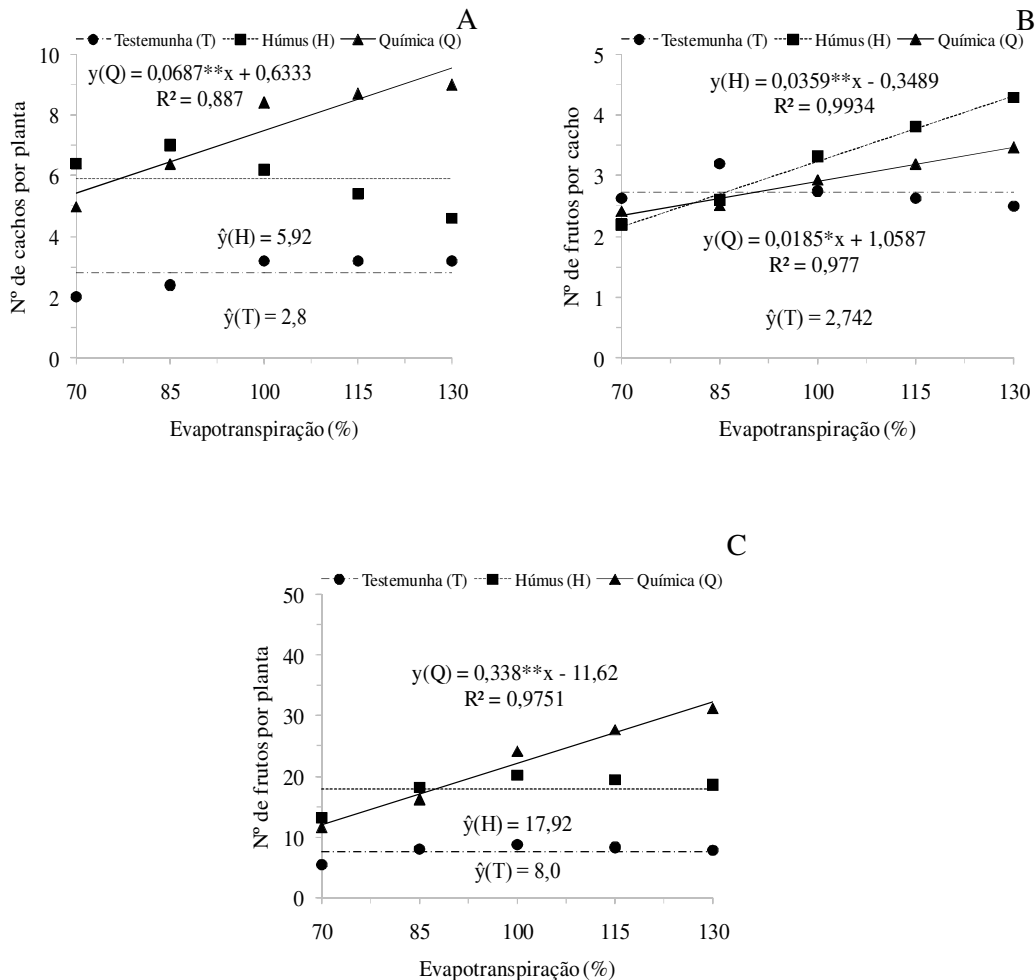 A
Testemunha (T) Húmus (H) Química (Q)
Nº de cachos por planta
10
8
6
4
2
0
y(Q) = 0,0687**x + 0,6333
R² = 0,887
ŷ(H) = 5,92
ŷ(T) = 2,8
70 85 100 115 130
Evapotranspiração (%)
B
Testemunha (T) Húmus (H) Química (Q)
Nº de frutos por cacho
5
4
3
2
1
0
y(H) = 0,0359**x - 0,3489
R² = 0,9934
y(Q) = 0,0185*x + 1,0587
R² = 0,977
ŷ(T) = 2,742
70 85 100 115 130
Evapotranspiração (%)
C
Testemunha (T) Húmus (H) Química (Q)
Nº de frutos por planta
50
40
30
20
10
0
y(Q) = 0,338**x - 11,62
R² = 0,9751
ŷ(H) = 17,92
ŷ(T) = 8,0
70 85 100 115 130
Evapotranspiração (%)